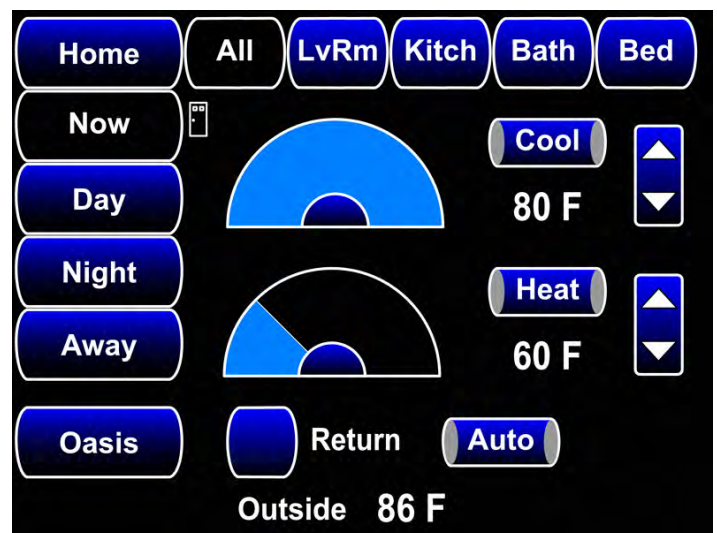 Home All LvRm Kitch Bath Bed
Now
Cool
Day
80 F
Night
Heat
Away
60 F
Oasis
Return
Auto
Outside 86 F